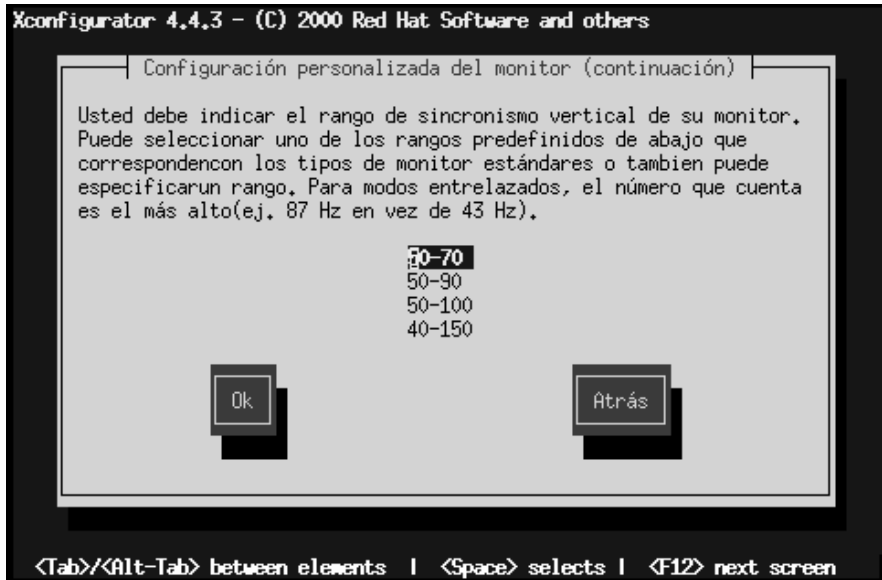 Xconfigurator 4.4.3 - (C) 2000 Red Hat Software and others
Configuración personalizada del monitor (continuación)
Usted debe indicar el rango de sincronismo vertical de su monitor.
Puede seleccionar uno de los rangos predefinidos de abajo que
correspondencon los tipos de monitor estándares o tambien puede
especificarun rango. Para modos entrelazados, el número que cuenta
es el más alto(ej. 87 Hz en vez de 43 Hz).
50-70
50-90
50-100
40-150
Ok Atrás
<Tab>/<Alt-Tab> between elements | <Space> selects | <F12> next screen